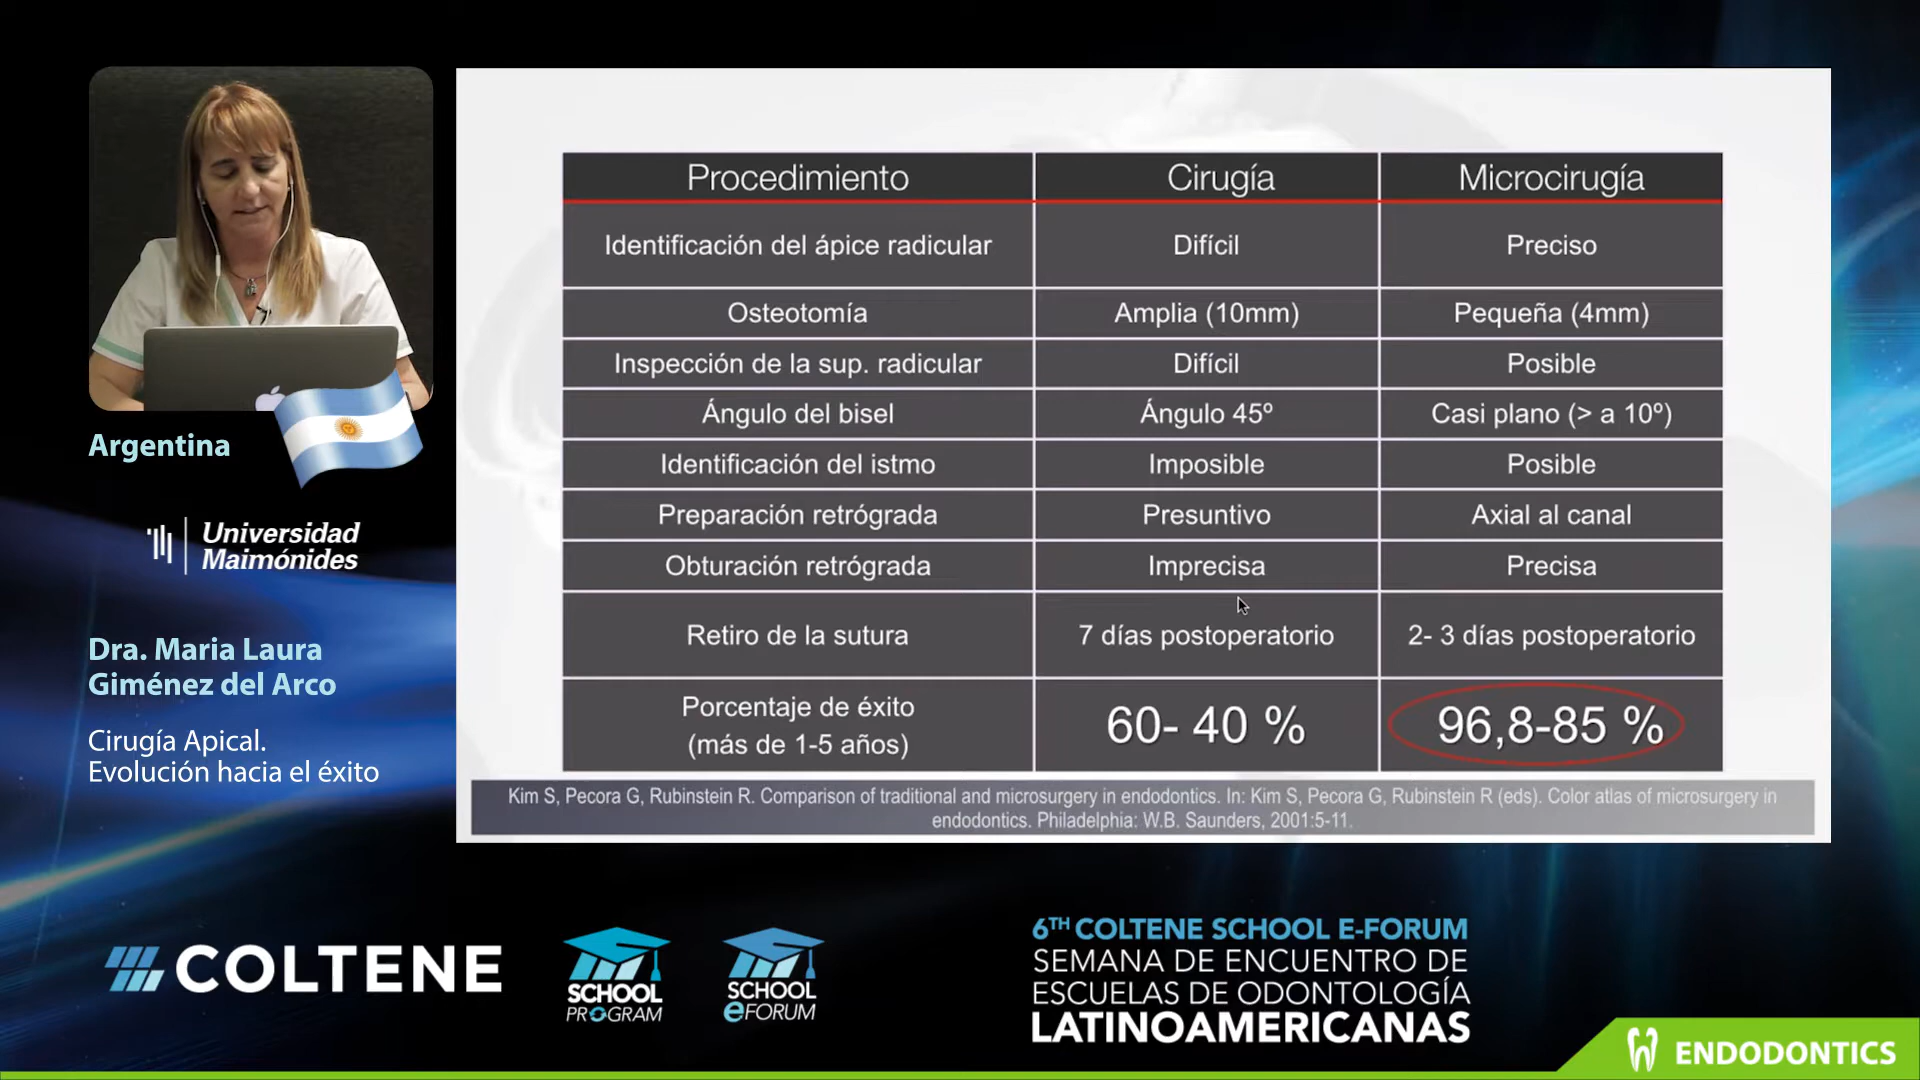 Procedimiento Cirugía Microcirugía
Identificación del ápice radicular Difícil Preciso
Osteotomía Amplia (10mm) Pequeña (4mm)
Inspección de la sup. radicular Difícil Posible
Ángulo del bisel Ángulo 45º Casi plano (> a 10º)
Identificación del istmo Imposible Posible
Preparación retrógrada Presuntivo Axial al canal
Obturación retrógrada Imprecisa Precisa
Retiro de la sutura 7 días postoperatorio 2- 3 días postoperatorio
Porcentaje de éxito
(más de 1-5 años) 60- 40 % 96,8-85 %
Kim S, Pecora G, Rubinstein R. Comparison of traditional and microsurgery in endodontics. In: Kim S, Pecora G, Rubinstein R (eds). Color atlas of microsurgery in
endodontics. Philadelphia: W.B. Saunders, 2001:5-11.
Argentina
Universidad
Maimónides
Dra. Maria Laura
Giménez del Arco
Cirugía Apical.
Evolución hacia el éxito
COLTENE
SCHOOL
PROGRAM
SCHOOL
eFORUM
6TH COLTENE SCHOOL E-FORUM
SEMANA DE ENCUENTRO DE
ESCUELAS DE ODONTOLOGÍA
LATINOAMERICANAS
ENDODONTICS